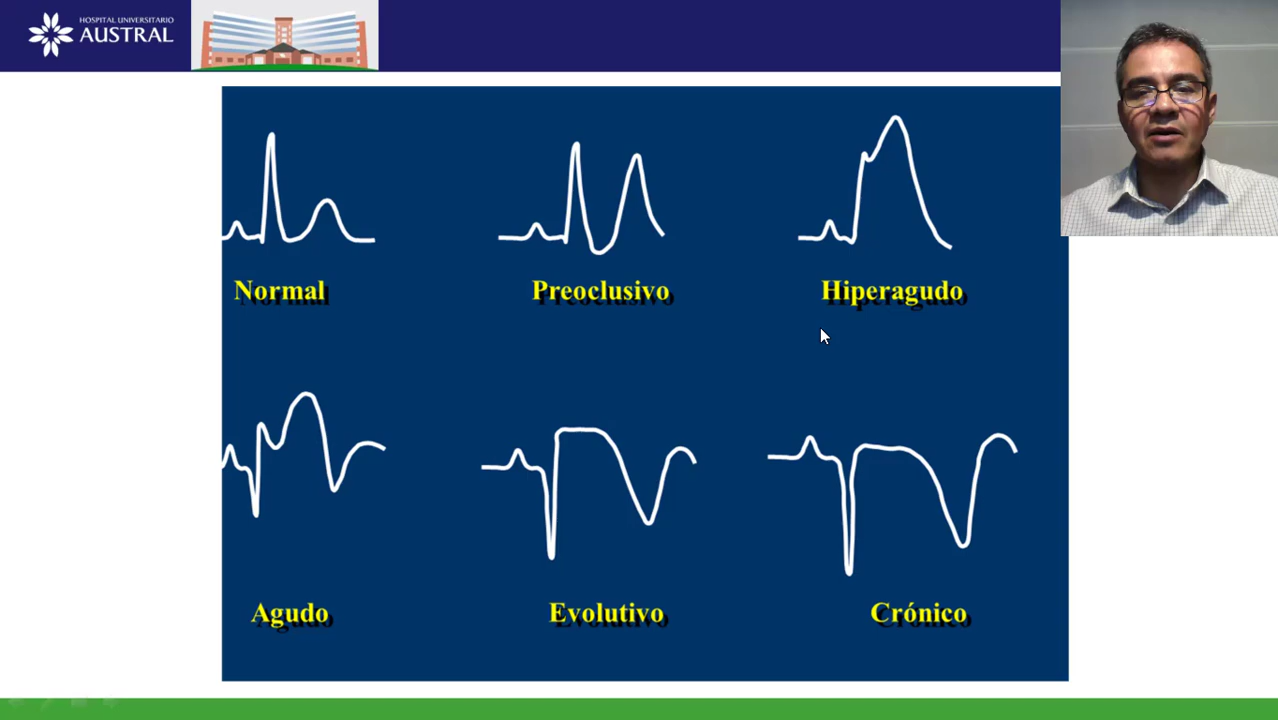 HOSPITAL UNIVERSITARIO
AUSTRAL
Normal
Preoclusivo
Hiperagudo
Agudo
Evolutivo
Crónico